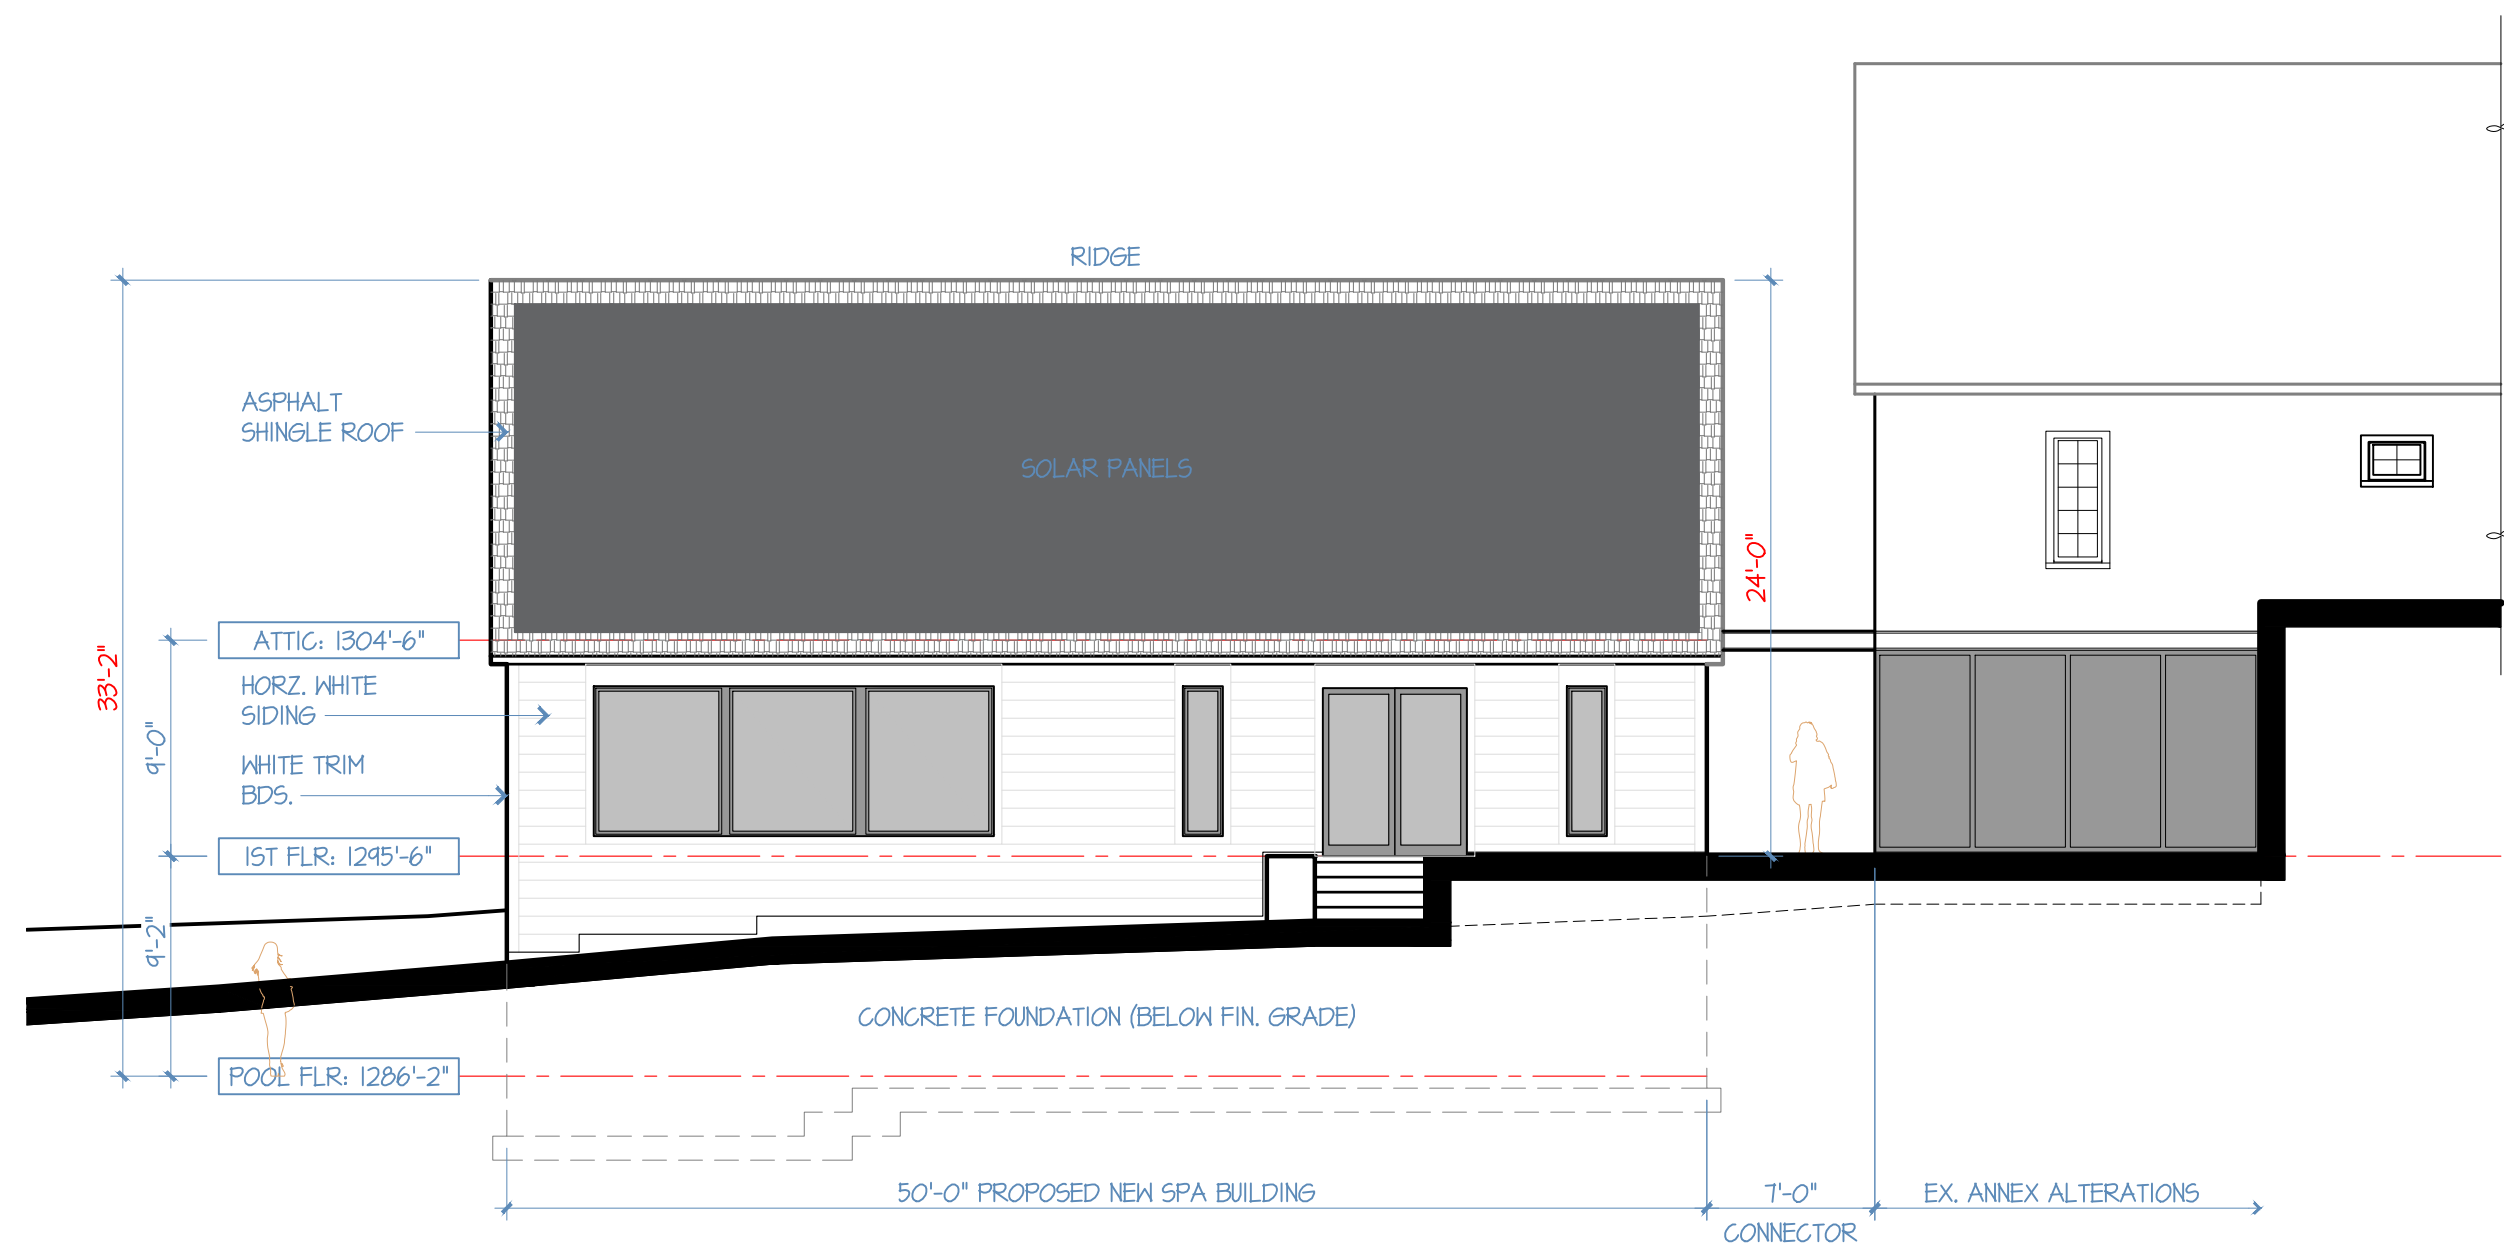 RIDGE
ASPHALT
SHINGLE ROOF
SOLAR PANELS
24'-0"
33'-2"
ATTIC: 1304'-6"
HORZ. WHITE
SIDING
9'-0"
WHITE TRIM
BDS.
1ST FLR: 1295'-6"
9'-2"
CONCRETE FOUNDATION (BELOW FIN. GRADE)
POOL FLR: 1286'-2"
50'-0" PROPOSED NEW SPA BUILDING
7'-0"
CONNECTOR
EX. ANNEX ALTERATIONS